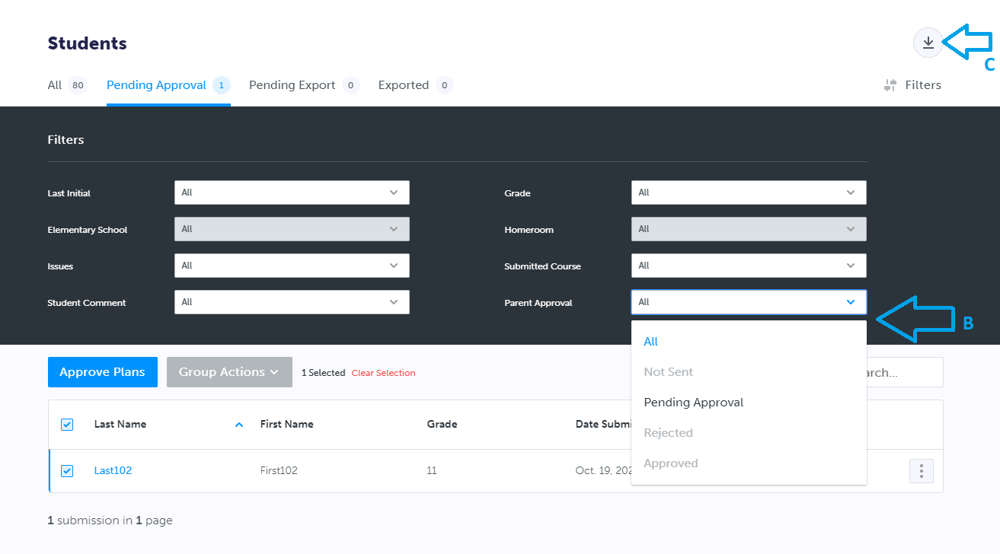 Students
C
All 80 Pending Approval 1 Pending Export 0 Exported 0 Filters
Filters
Last Initial All Grade All
Elementary School All Homeroom All
Issues All Submitted Course All
Student Comment All Parent Approval All
B
All
Not Sent
Pending Approval
Rejected
Approved
Approve Plans Group Actions 1 Selected Clear Selection
Last Name First Name Grade Date
Last102 First102 11 Oct. 19,
1 submission in 1 page